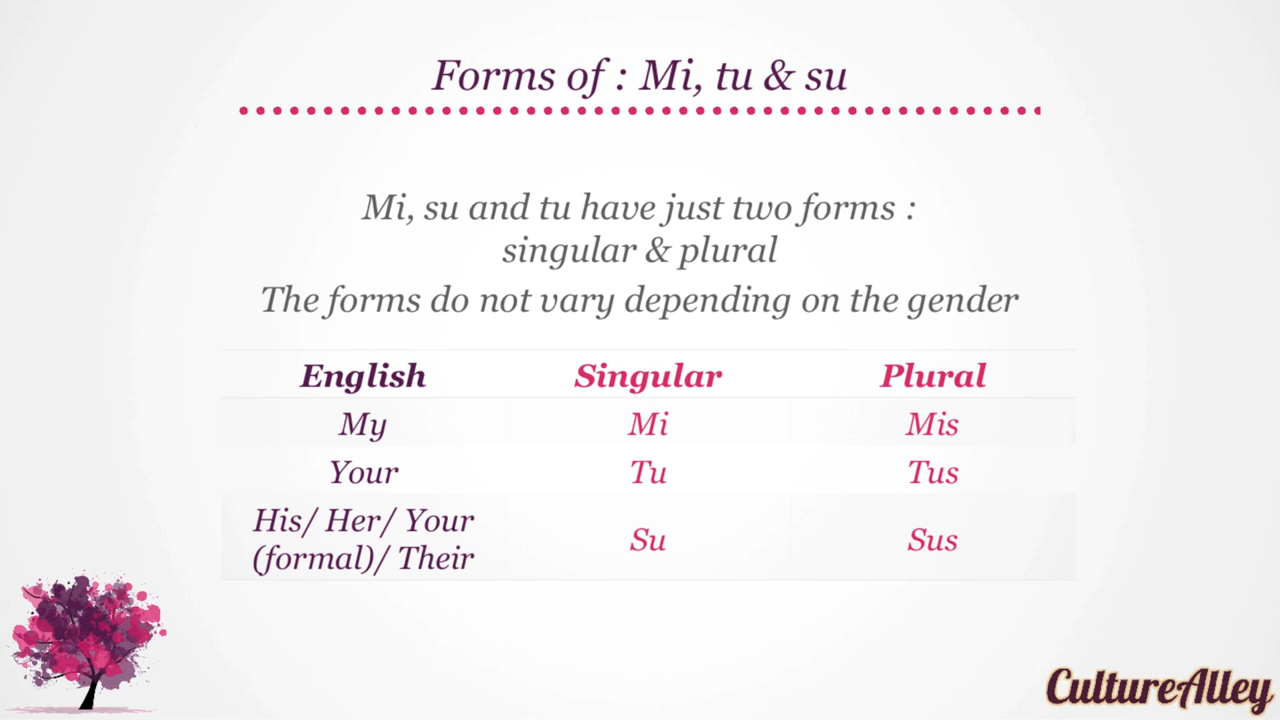 Forms of : Mi, tu & su
Mi, su and tu have just two forms :
singular & plural
The forms do not vary depending on the gender
English Singular Plural
My Mi Mis
Your Tu Tus
His/ Her/ Your
(formal)/ Their Su Sus
CultureAlley